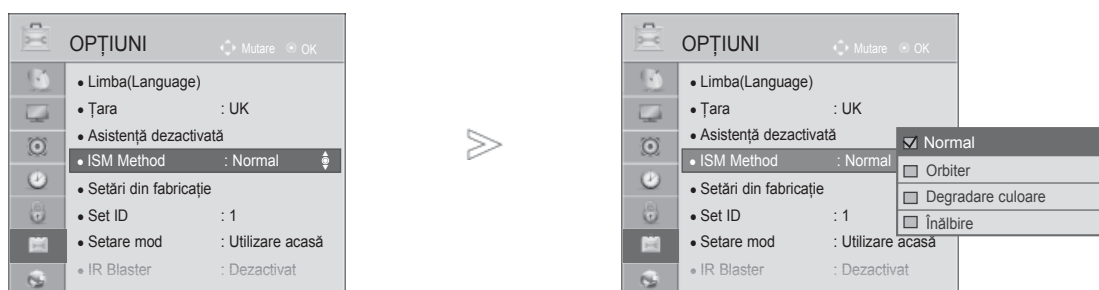 OPȚIUNI Mutare OK
• Limba(Language)
• Țara : UK
• Asistență dezactivată
• ISM Method : Normal
• Setări din fabricație
• Set ID : 1
• Setare mod : Utilizare acasă
• IR Blaster : Dezactivat
OPȚIUNI Mutare OK
• Limba(Language)
• Țara : UK
• Asistență dezactivată
• ISM Method : Normal
• Setări din fabricație
• Set ID : 1
• Setare mod : Utilizare acasă
• IR Blaster : Dezactivat
Normal
Orbiter
Degradare culoare
Înălbire